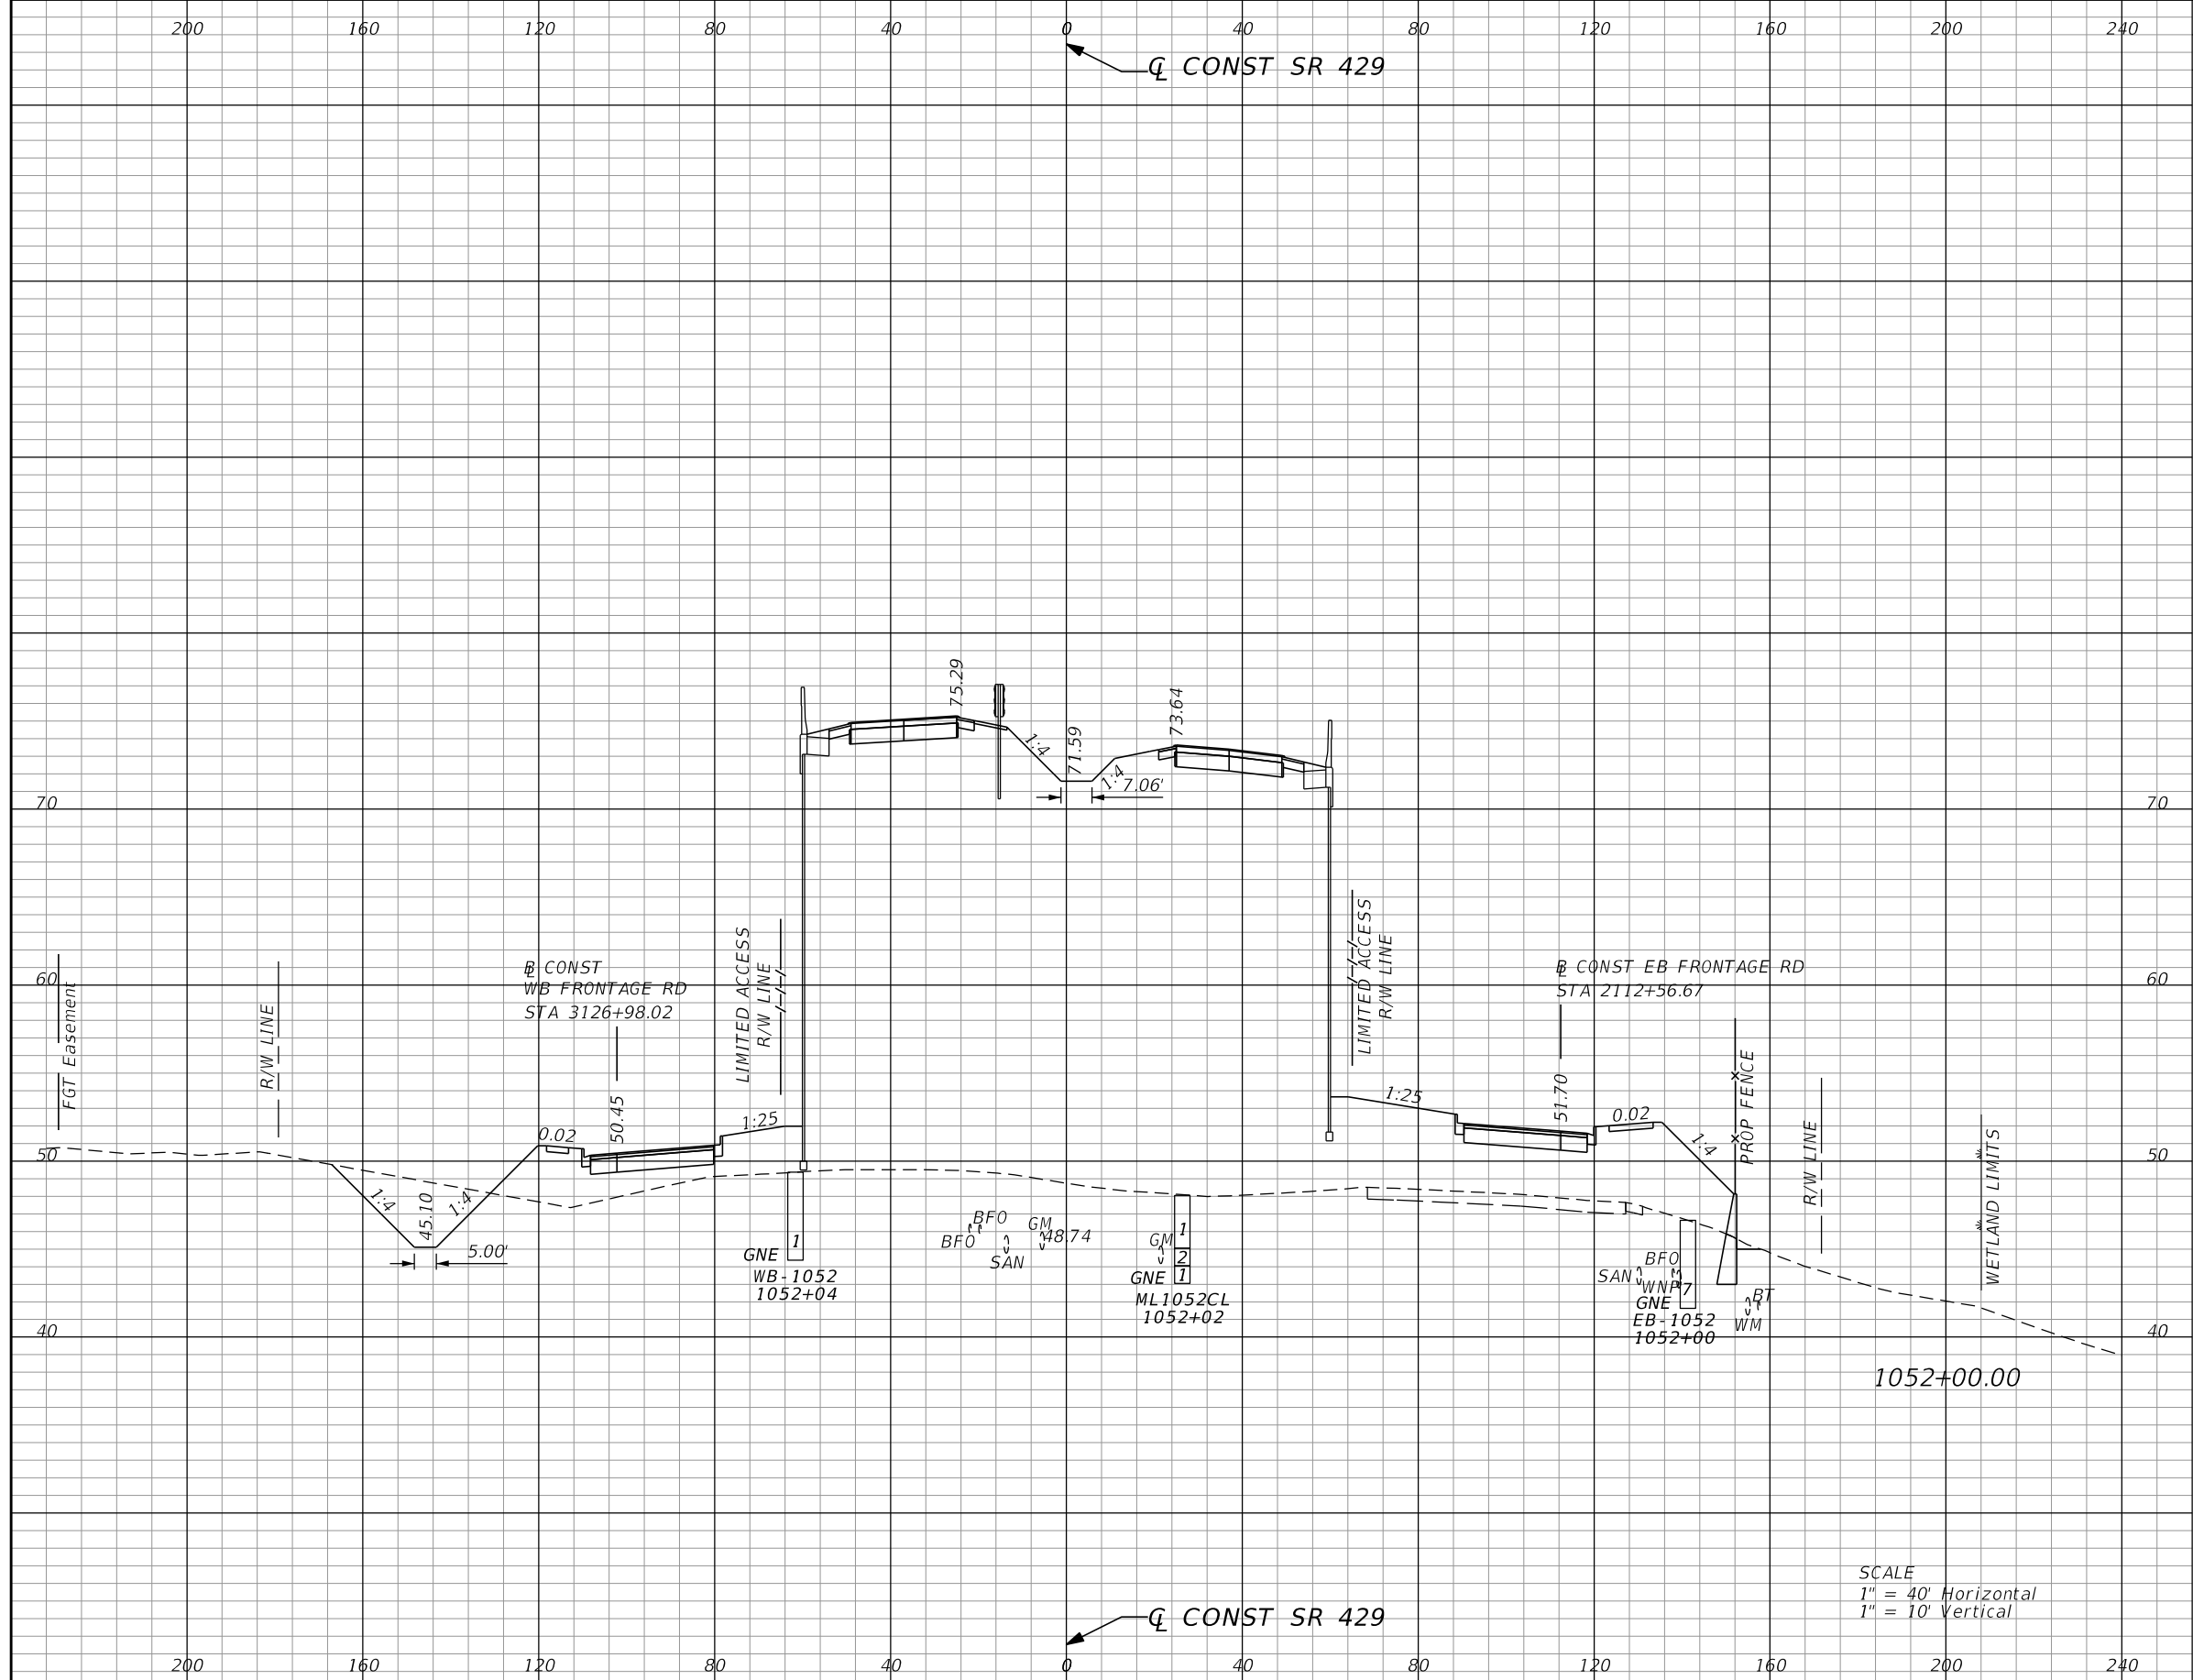 200 160 120 80 40 0 40 80 120 160 200 240
℄ CONST SR 429
75.29
73.64
1:4
71.59
1:4
7.06'
70 70
60 60
FGT Easement
R/W LINE
B̲L CONST
WB FRONTAGE RD
STA 3126+98.02
LIMITED ACCESS
R/W LINE
LIMITED ACCESS
R/W LINE
BL CONST EB FRONTAGE RD
STA 2112+56.67
PROP FENCE
R/W LINE
WETLAND LIMITS
50 50
1:4
45.10
1:4
5.00'
0.02
50.45
1:25
1:25
51.70
0.02
1:4
GNE
1
WB-1052
1052+04
BFO
BFO
SAN
GM
48.74
GM
1
2
1
GNE
ML1052CL
1052+02
SAN
BFO
WNP
3
7
GNE
EB-1052
1052+00
BT
WM
40 40
1052+00.00
SCALE
1" = 40' Horizontal
1" = 10' Vertical
℄ CONST SR 429
200 160 120 80 40 0 40 80 120 160 200 240